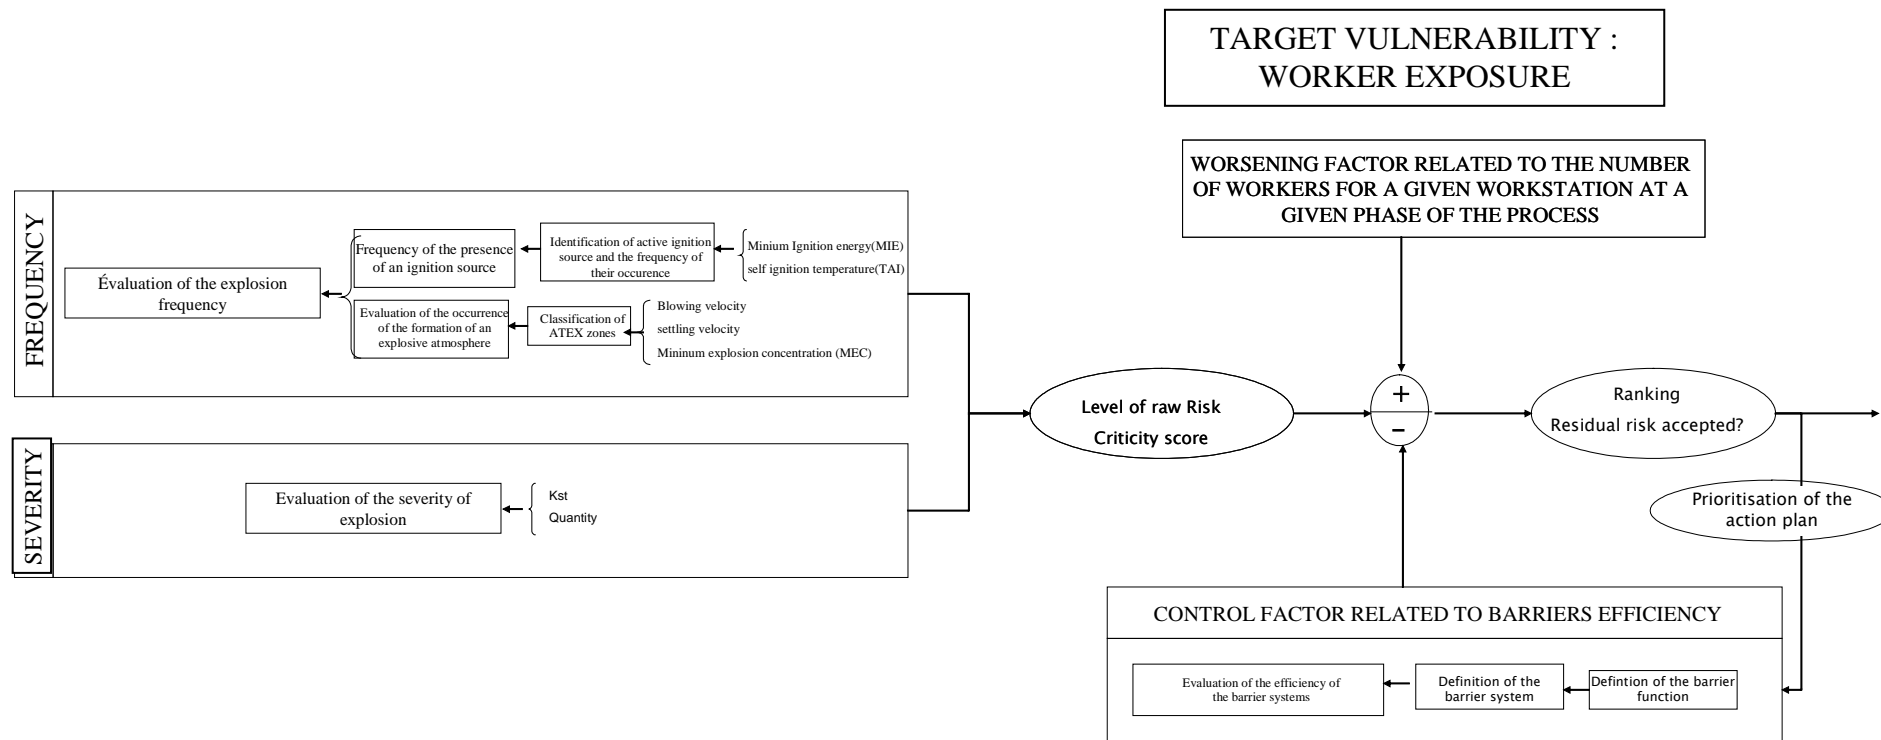 TARGET VULNERABILITY :
WORKER EXPOSURE
WORSENING FACTOR RELATED TO THE NUMBER
OF WORKERS FOR A GIVEN WORKSTATION AT A
GIVEN PHASE OF THE PROCESS
FREQUENCY
Évaluation of the explosion
frequency
Frequency of the presence
of an ignition source
Identification of active ignition
source and the frequency of
their occurence
Minium Ignition energy(MIE)
self ignition temperature(TAI)
Evaluation of the occurrence
of the formation of an
explosive atmosphere
Classification of
ATEX zones
Blowing velocity
settling velocity
Mininum explosion concentration (MEC)
SEVERITY
Evaluation of the severity of
explosion
Kst
Quantity
Level of raw Risk
Criticity score
+
−
Ranking
Residual risk accepted?
Prioritisation of the
action plan
CONTROL FACTOR RELATED TO BARRIERS EFFICIENCY
Evaluation of the efficiency of
the barrier systems
Definition of the
barrier system
Defintion of the barrier
function